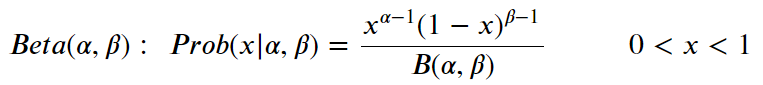 Beta(α, β) : Prob(x|α, β) = x^{α−1}(1 − x)^{β−1} / B(α, β) 0 < x < 1